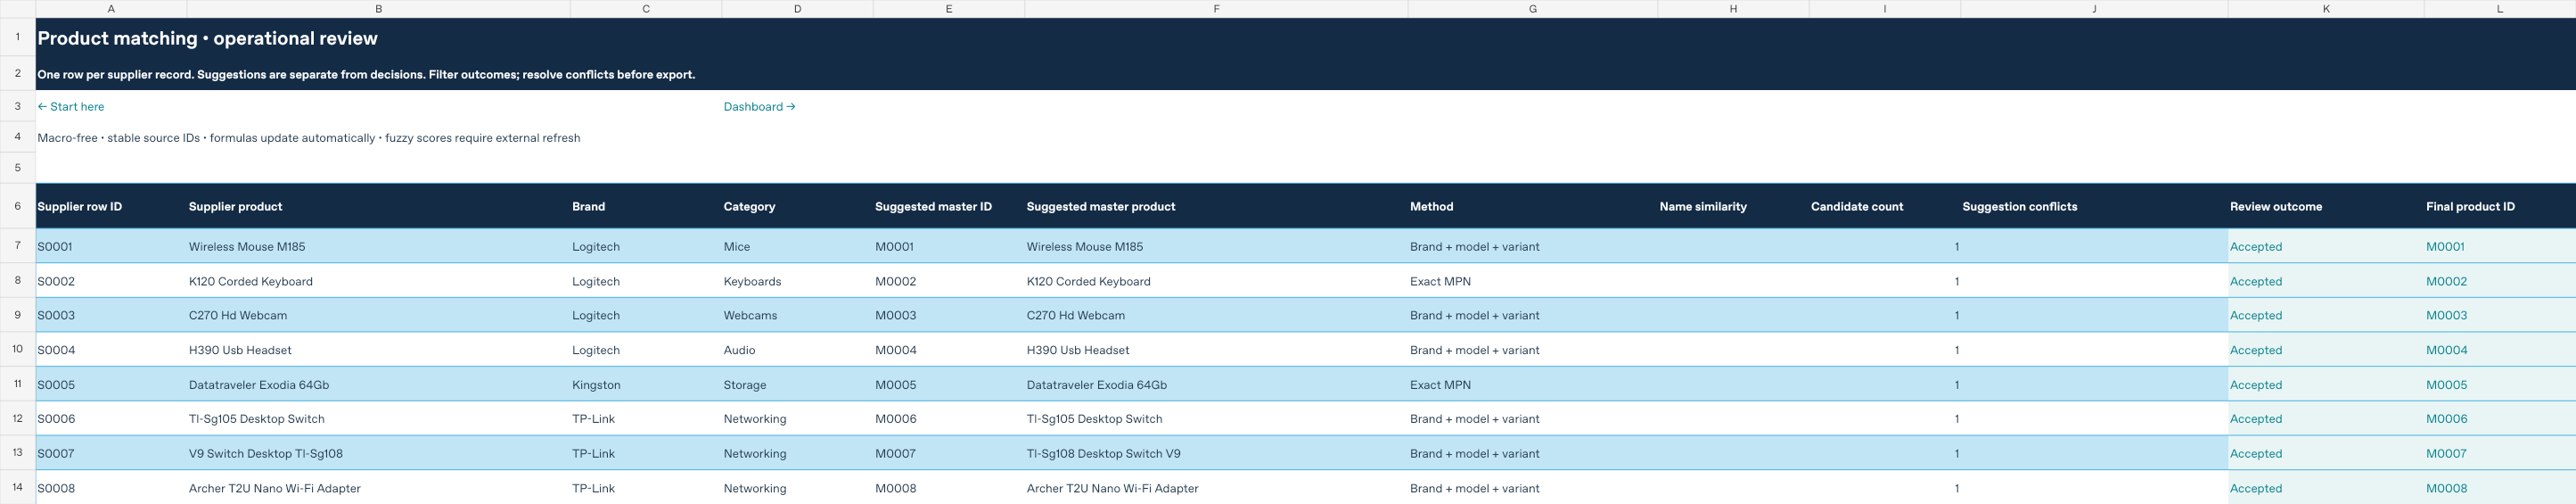 A B C D E F G H I J K L
1 Product matching • operational review
2 One row per supplier record. Suggestions are separate from decisions. Filter outcomes; resolve conflicts before export.
3 ← Start here Dashboard →
4 Macro-free • stable source IDs • formulas update automatically • fuzzy scores require external refresh
5
6 Supplier row ID Supplier product Brand Category Suggested master ID Suggested master product Method Name similarity Candidate count Suggestion conflicts Review outcome Final product ID
7 S0001 Wireless Mouse M185 Logitech Mice M0001 Wireless Mouse M185 Brand + model + variant 1 Accepted M0001
8 S0002 K120 Corded Keyboard Logitech Keyboards M0002 K120 Corded Keyboard Exact MPN 1 Accepted M0002
9 S0003 C270 Hd Webcam Logitech Webcams M0003 C270 Hd Webcam Brand + model + variant 1 Accepted M0003
10 S0004 H390 Usb Headset Logitech Audio M0004 H390 Usb Headset Brand + model + variant 1 Accepted M0004
11 S0005 Datatraveler Exodia 64Gb Kingston Storage M0005 Datatraveler Exodia 64Gb Exact MPN 1 Accepted M0005
12 S0006 Tl-Sg105 Desktop Switch TP-Link Networking M0006 Tl-Sg105 Desktop Switch Brand + model + variant 1 Accepted M0006
13 S0007 V9 Switch Desktop Tl-Sg108 TP-Link Networking M0007 Tl-Sg108 Desktop Switch V9 Brand + model + variant 1 Accepted M0007
14 S0008 Archer T2U Nano Wi-Fi Adapter TP-Link Networking M0008 Archer T2U Nano Wi-Fi Adapter Brand + model + variant 1 Accepted M0008